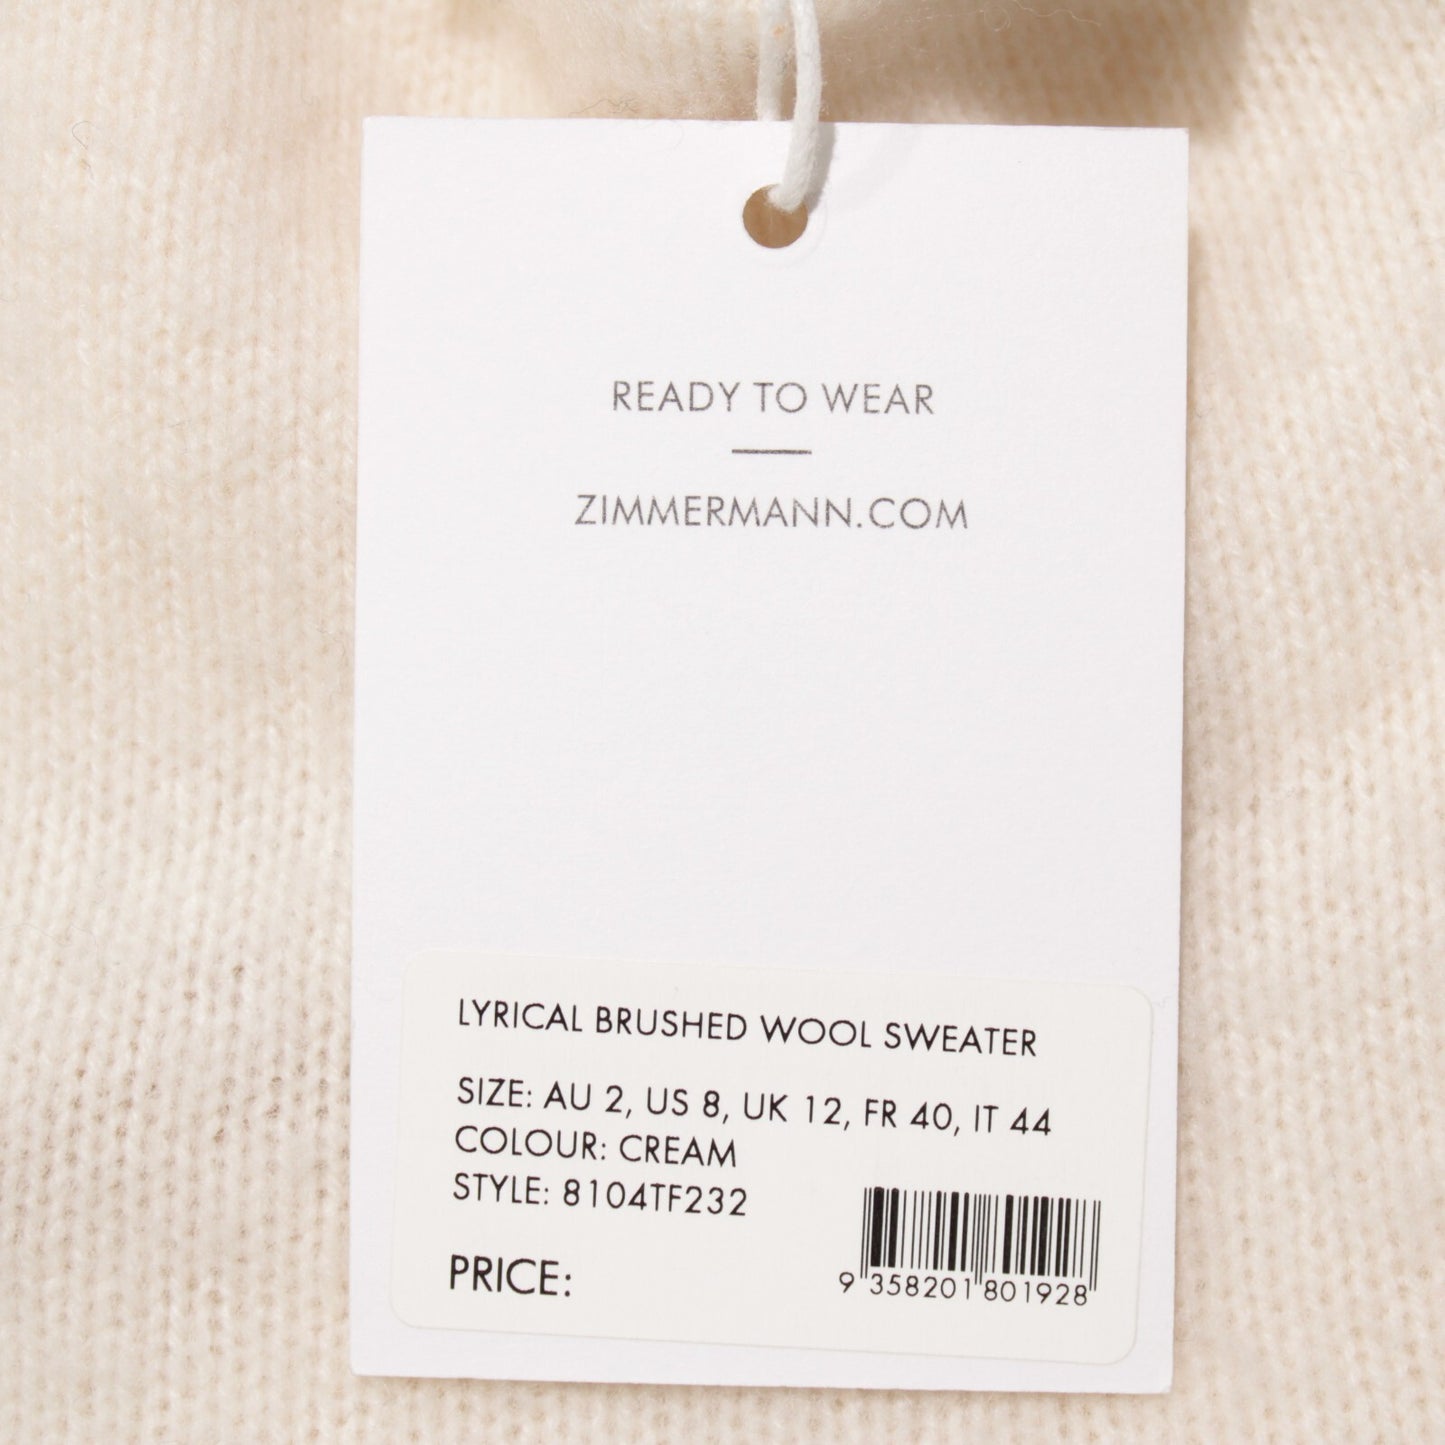 READY TO WEAR
ZIMMERMANN.COM
LYRICAL BRUSHED WOOL SWEATER
SIZE: AU 2, US 8, UK 12, FR 40, IT 44
COLOUR: CREAM
STYLE: 8104TF232
PRICE:
9 358201 801928